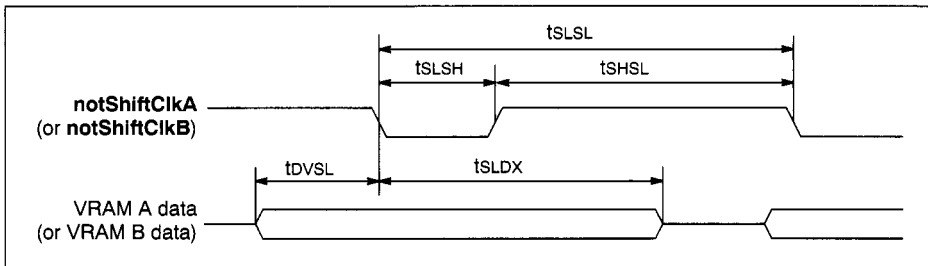 tSLSL
tSLSH tSHSL
notShiftClkA
(or notShiftClkB)
tDVSL tSLDX
VRAM A data
(or VRAM B data)